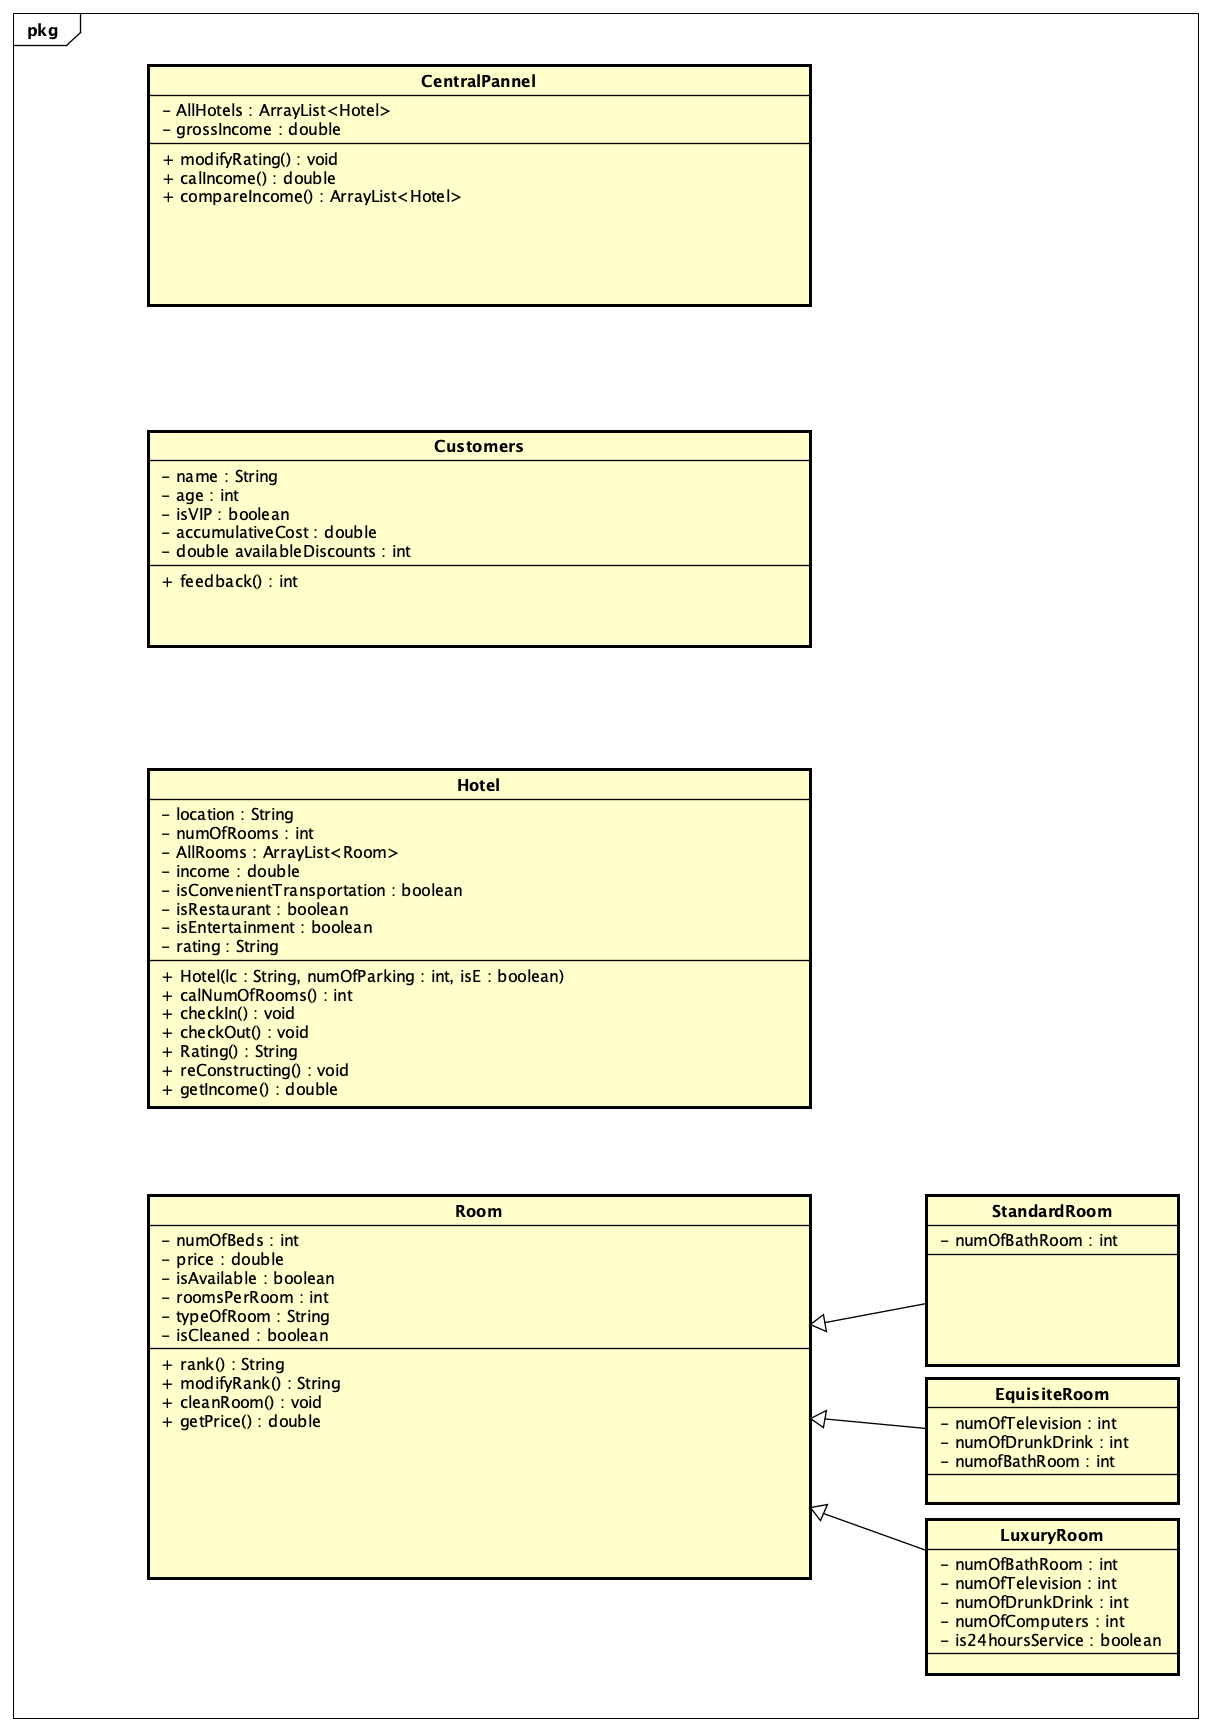 pkg
CentralPannel
- AllHotels : ArrayList<Hotel>
- grossIncome : double
+ modifyRating() : void
+ calIncome() : double
+ compareIncome() : ArrayList<Hotel>
Customers
- name : String
- age : int
- isVIP : boolean
- accumulativeCost : double
- double availableDiscounts : int
+ feedback() : int
Hotel
- location : String
- numOfRooms : int
- AllRooms : ArrayList<Room>
- income : double
- isConvenientTransportation : boolean
- isRestaurant : boolean
- isEntertainment : boolean
- rating : String
+ Hotel(lc : String, numOfParking : int, isE : boolean)
+ calNumOfRooms() : int
+ checkIn() : void
+ checkOut() : void
+ Rating() : String
+ reConstructing() : void
+ getIncome() : double
Room
- numOfBeds : int
- price : double
- isAvailable : boolean
- roomsPerRoom : int
- typeOfRoom : String
- isCleaned : boolean
+ rank() : String
+ modifyRank() : String
+ cleanRoom() : void
+ getPrice() : double
StandardRoom
- numOfBathRoom : int
EquisiteRoom
- numOfTelevision : int
- numOfDrunkDrink : int
- numofBathRoom : int
LuxuryRoom
- numOfBathRoom : int
- numOfTelevision : int
- numOfDrunkDrink : int
- numOfComputers : int
- is24hoursService : boolean